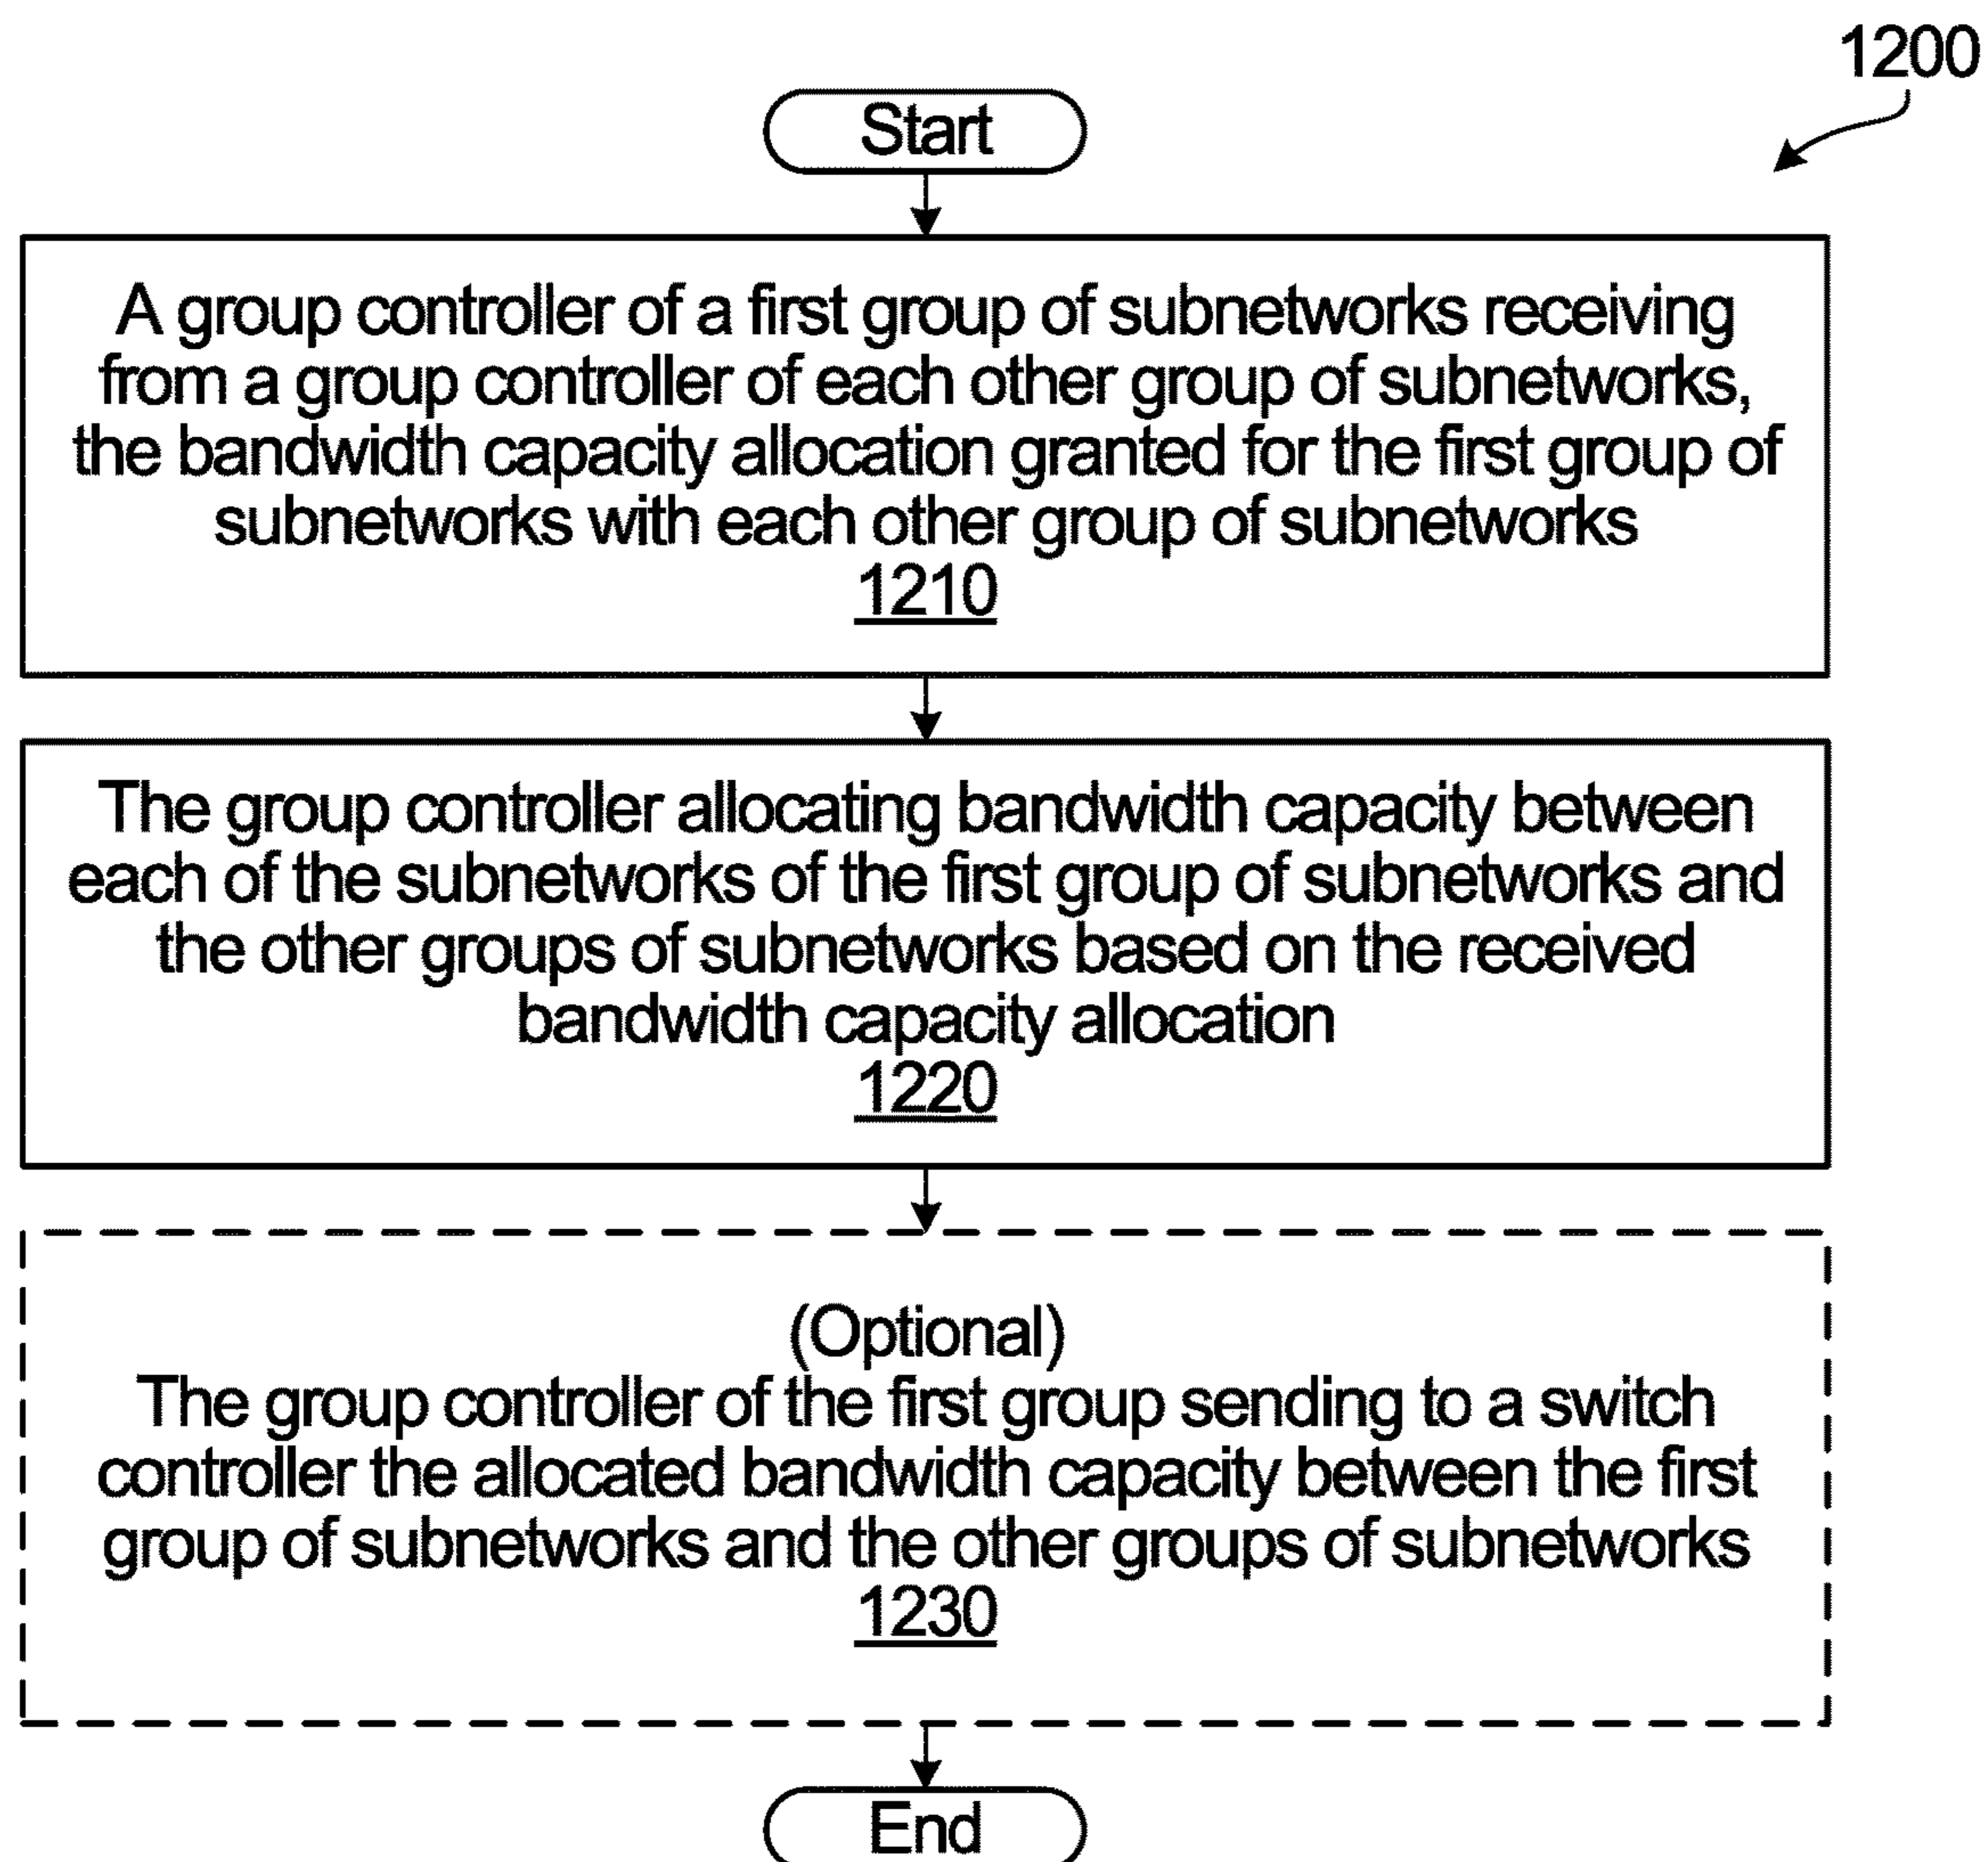 1200
Start
A group controller of a first group of subnetworks receiving
from a group controller of each other group of subnetworks,
the bandwidth capacity allocation granted for the first group of
subnetworks with each other group of subnetworks
1210
The group controller allocating bandwidth capacity between
each of the subnetworks of the first group of subnetworks and
the other groups of subnetworks based on the received
bandwidth capacity allocation
1220
(Optional)
The group controller of the first group sending to a switch
controller the allocated bandwidth capacity between the first
group of subnetworks and the other groups of subnetworks
1230
End